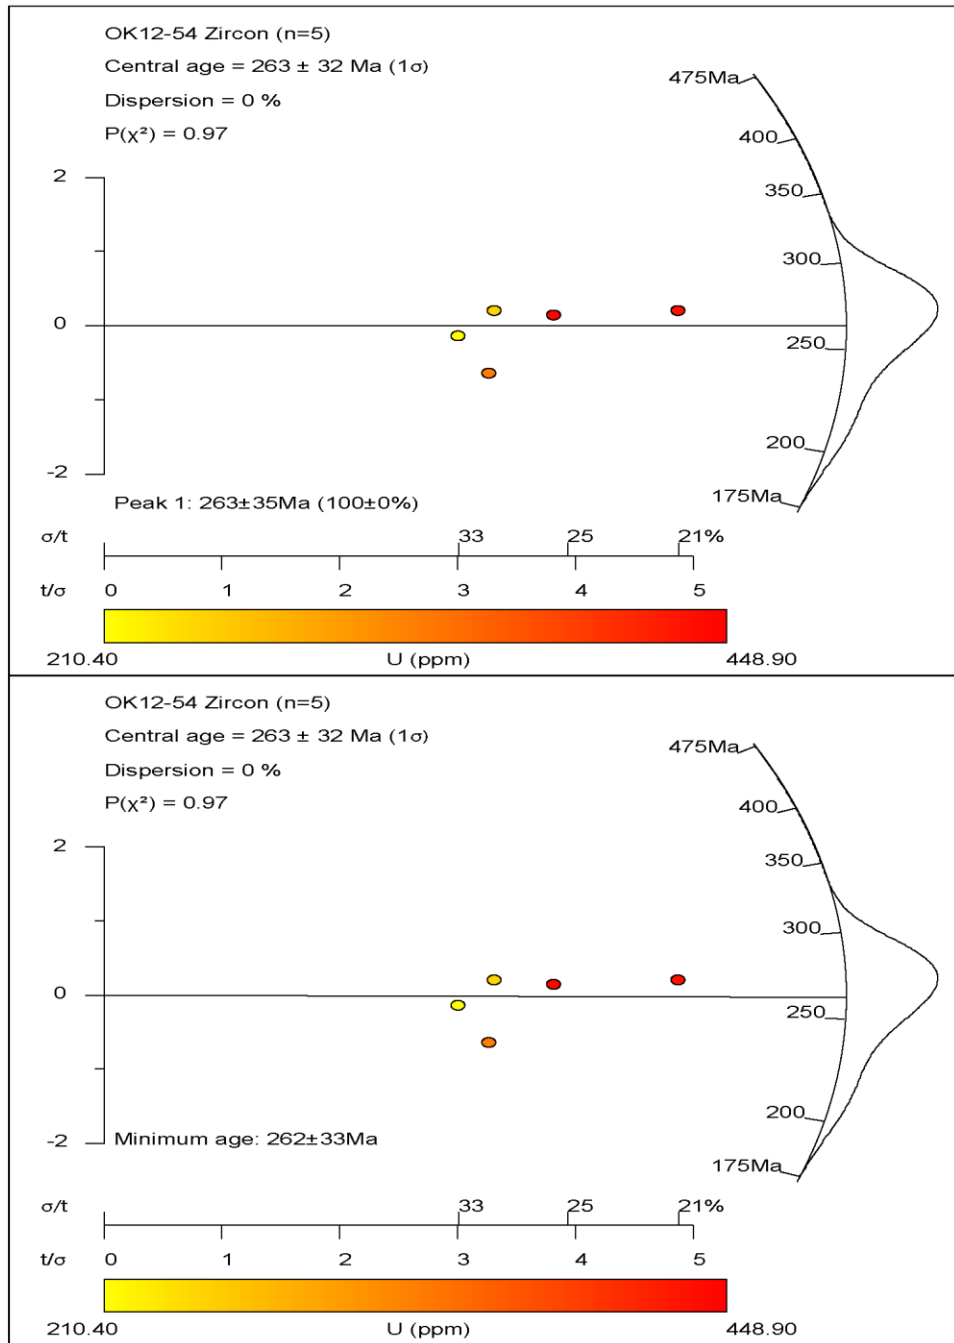 OK12-54 Zircon (n=5)
Central age = 263 ± 32 Ma (1σ)
Dispersion = 0 %
P(χ²) = 0.97
475Ma
400
350
300
250
200
175Ma
2
0
-2
Peak 1: 263±35Ma (100±0%)
σ/t 33 25 21%
t/σ 0 1 2 3 4 5
210.40 U (ppm) 448.90
OK12-54 Zircon (n=5)
Central age = 263 ± 32 Ma (1σ)
Dispersion = 0 %
P(χ²) = 0.97
475Ma
400
350
300
250
200
175Ma
2
0
-2
Minimum age: 262±33Ma
σ/t 33 25 21%
t/σ 0 1 2 3 4 5
210.40 U (ppm) 448.90